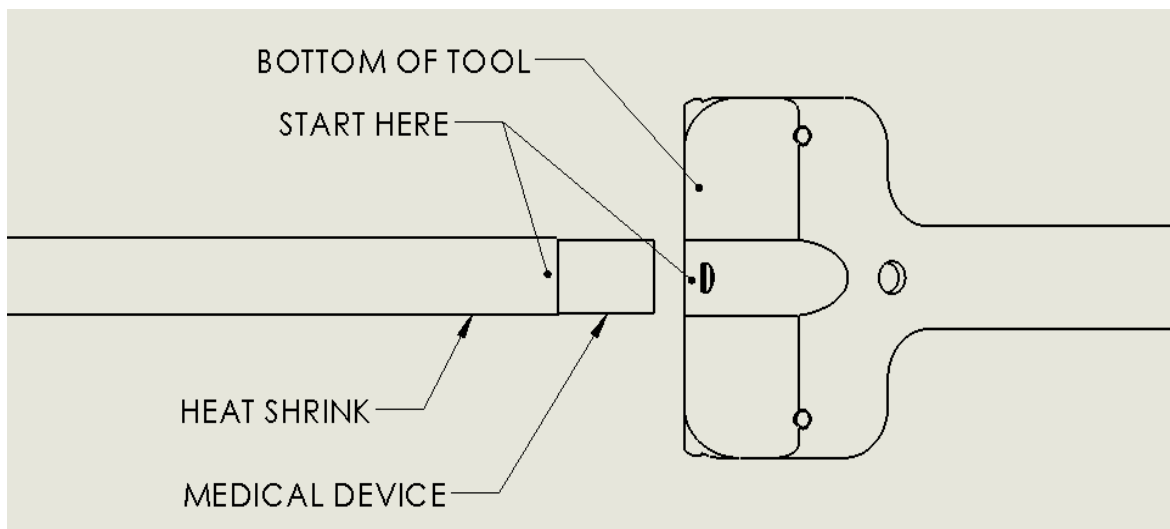 BOTTOM OF TOOL
START HERE
HEAT SHRINK
MEDICAL DEVICE